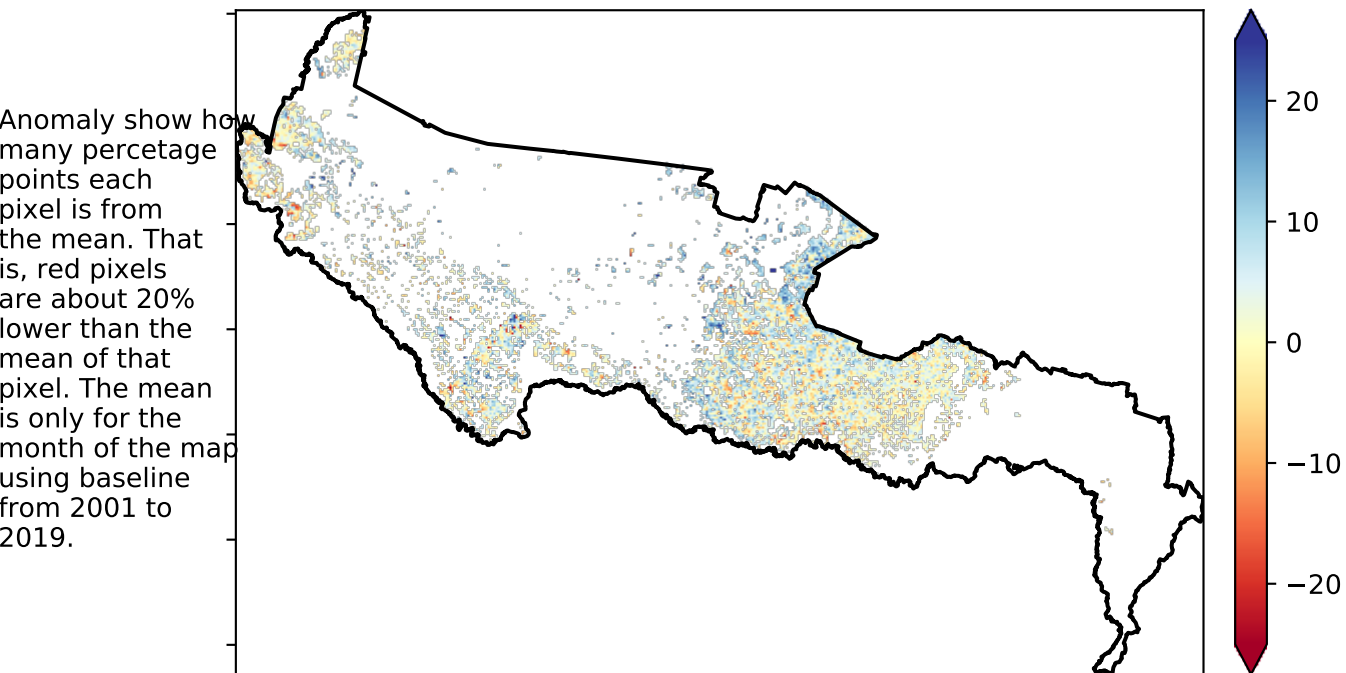 Anomaly show how
many percetage
points each
pixel is from
the mean. That
is, red pixels
are about 20%
lower than the
mean of that
pixel. The mean
is only for the
month of the map
using baseline
from 2001 to
2019.
20
10
0
−10
−20